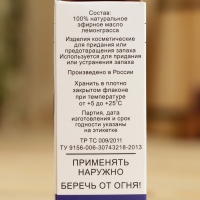 Состав:
100% натуральное
эфирное масло
лемонграсса
Изделия косметические
для придания или
предотвращения запаха
Используется для придания
или устранения запаха
Произведено в России
Хранить в плотно
закрытом флаконе
при температуре
от +5 до +25°С
Партия, дата
изготовления и срок
годности указаны
на этикетке
ТР ТС 009/2011
ТУ 9156-006-30743218-2013
ПРИМЕНЯТЬ
НАРУЖНО
БЕРЕЧЬ ОТ ОГНЯ!